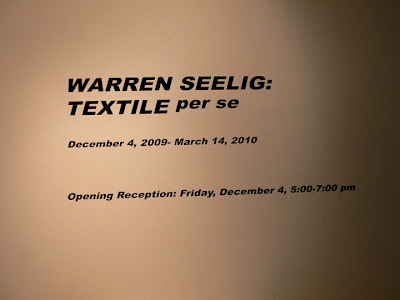 WARREN SEELIG:
TEXTILE per se
December 4, 2009- March 14, 2010
Opening Reception: Friday, December 4, 5:00-7:00 pm